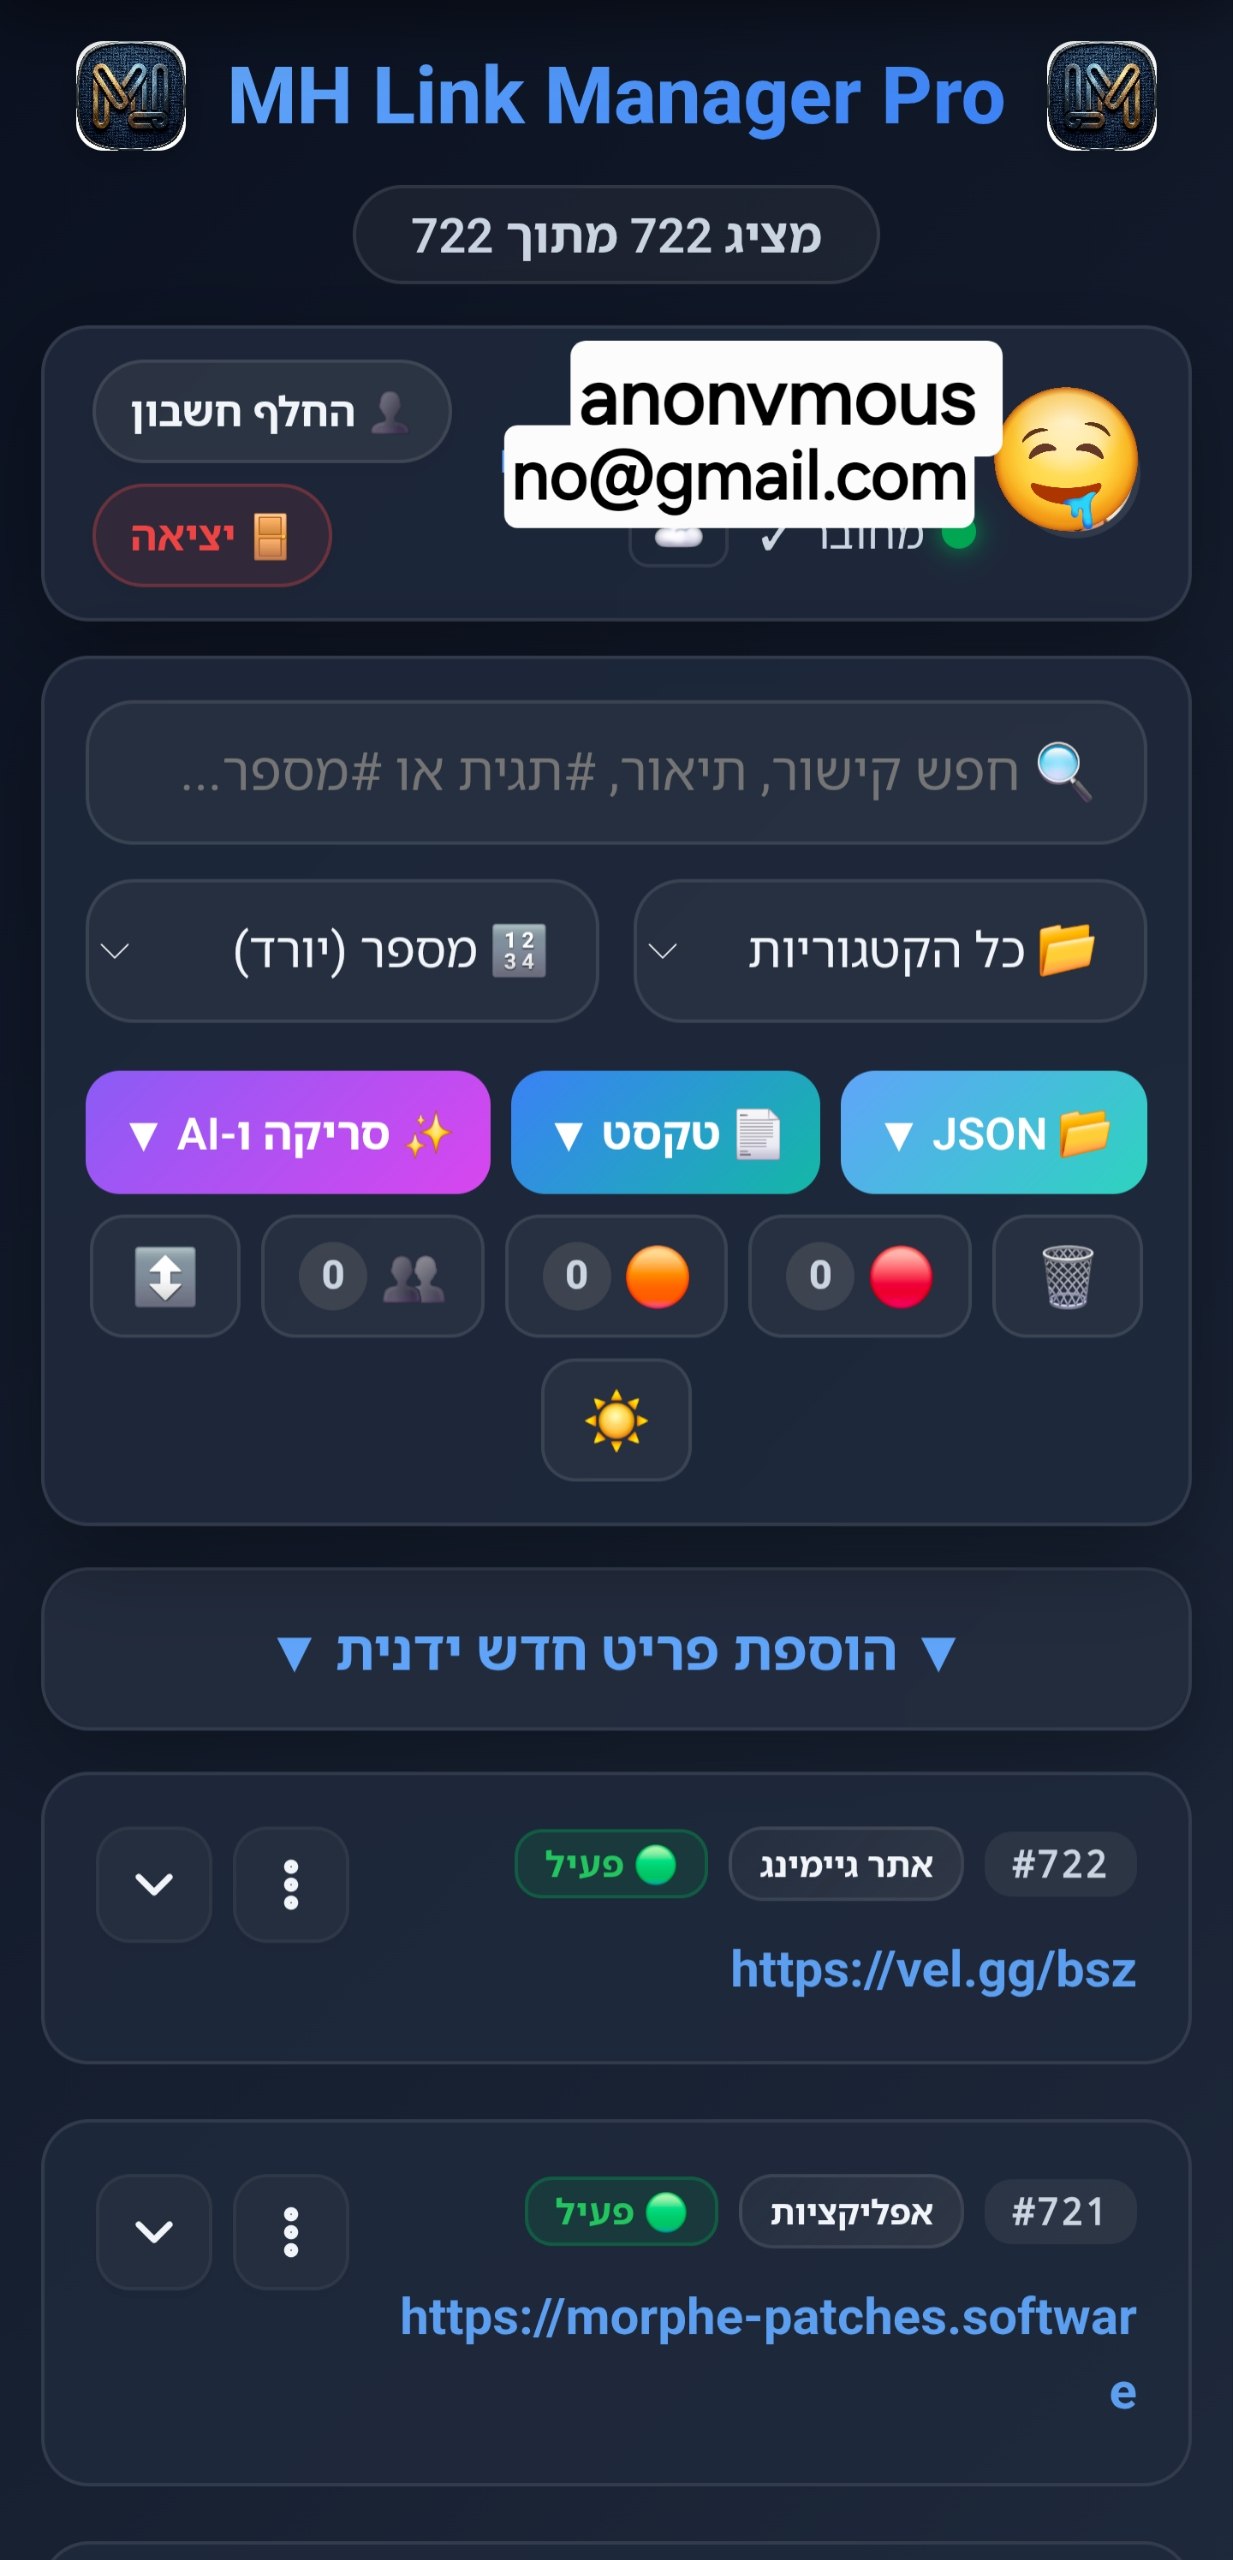 MH Link Manager Pro
מציג 722 מתוך 722
anonvmous
החלף חשבון
no@gmail.com
מחובר ✓
יציאה
חפש קישור, תיאור, #תגית או #מספר...
כל הקטגוריות
מספר (יורד)
JSON ▼
טקסט ▼
סריקה ו-AI ▼
0
0
0
▼ הוספת פריט חדש ידנית ▼
#722 אתר גיימינג פעיל
https://vel.gg/bsz
#721 אפליקציות פעיל
https://morphe-patches.softwar
e